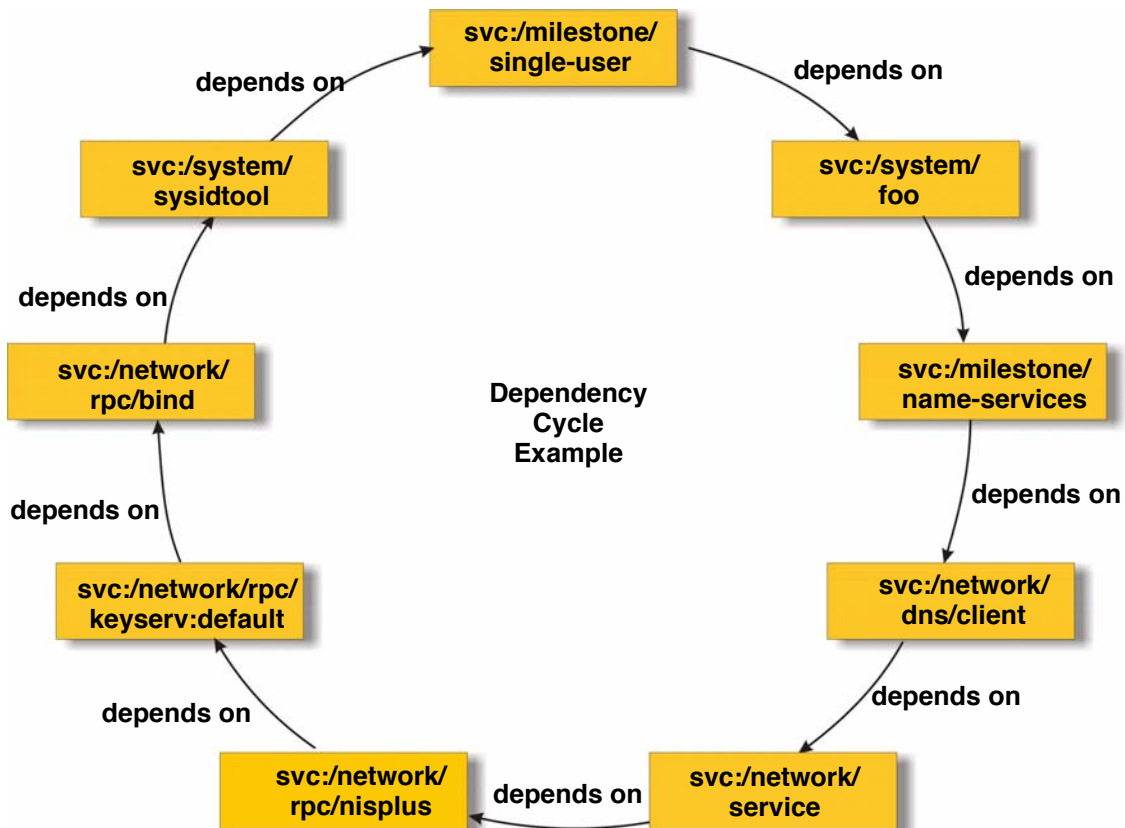 svc:/milestone/
single-user
depends on
svc:/system/
foo
depends on
svc:/milestone/
name-services
depends on
svc:/network/
dns/client
depends on
svc:/network/
service
depends on
svc:/network/
rpc/nisplus
depends on
svc:/network/rpc/
keyserv:default
depends on
svc:/network/
rpc/bind
depends on
svc:/system/
sysidtool
depends on
Dependency
Cycle
Example